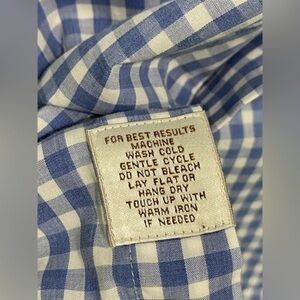 FOR BEST RESULTS
MACHINE
WASH COLD
GENTLE CYCLE
DO NOT BLEACH
LAY FLAT OR
HANG DRY
TOUCH UP WITH
WARM IRON
IF NEEDED